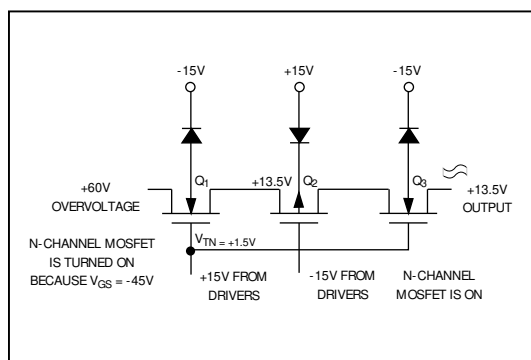 -15V
+15V
-15V
Q1
+13.5V
Q2
Q3
+60V
OVERVOLTAGE
+13.5V
OUTPUT
N-CHANNEL MOSFET
IS TURNED ON
BECAUSE VGS = -45V
VTN = +1.5V
+15V FROM
DRIVERS
-15V FROM
DRIVERS
N-CHANNEL
MOSFET IS ON